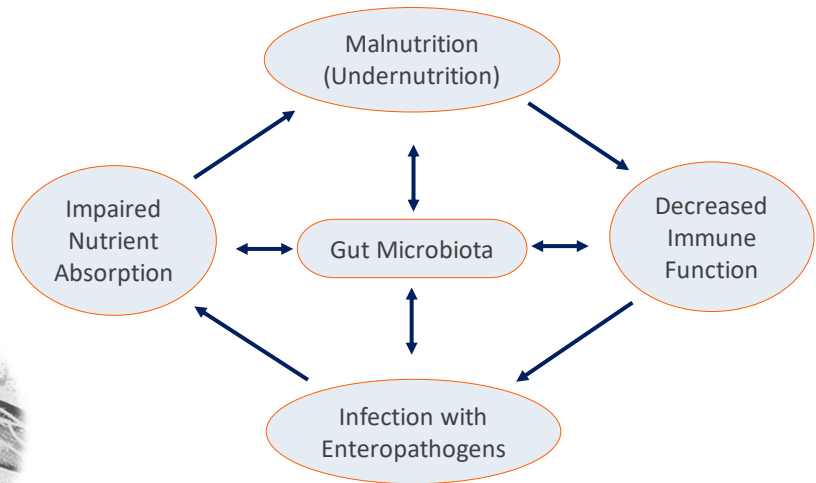 Malnutrition
(Undernutrition)
Impaired
Nutrient
Absorption
Gut Microbiota
Decreased
Immune
Function
Infection with
Enteropathogens